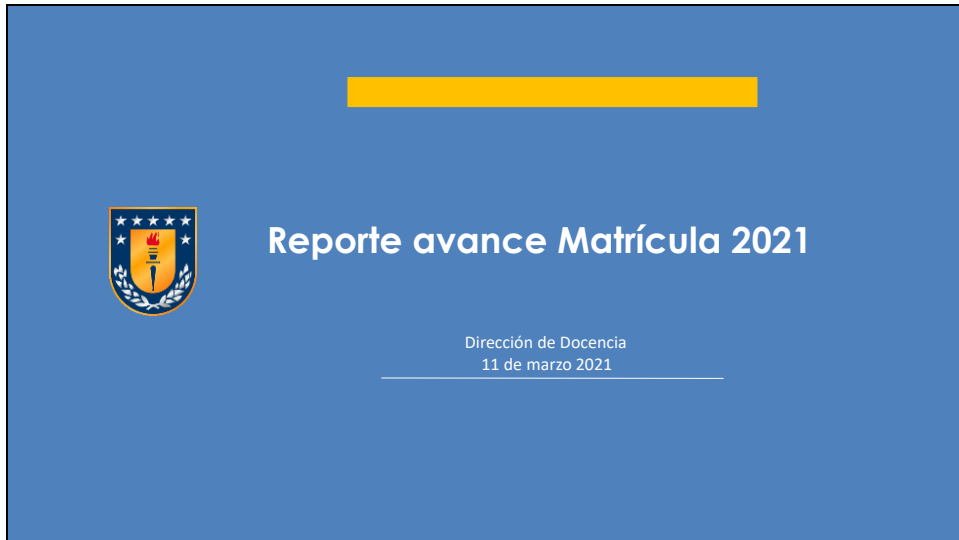 Reporte avance Matrícula 2021
Dirección de Docencia
11 de marzo 2021